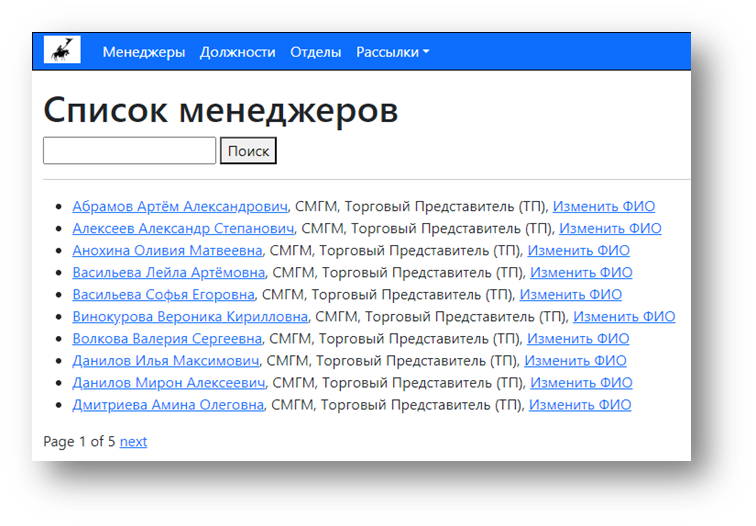 Менеджеры Должности Отделы Рассылки
Список менеджеров
Поиск
Абрамов Артём Александрович, СМГМ, Торговый Представитель (ТП), Изменить ФИО
Алексеев Александр Степанович, СМГМ, Торговый Представитель (ТП), Изменить ФИО
Анохина Оливия Матвеевна, СМГМ, Торговый Представитель (ТП), Изменить ФИО
Васильева Лейла Артёмовна, СМГМ, Торговый Представитель (ТП), Изменить ФИО
Васильева Софья Егоровна, СМГМ, Торговый Представитель (ТП), Изменить ФИО
Винокурова Вероника Кирилловна, СМГМ, Торговый Представитель (ТП), Изменить ФИО
Волкова Валерия Сергеевна, СМГМ, Торговый Представитель (ТП), Изменить ФИО
Данилов Илья Максимович, СМГМ, Торговый Представитель (ТП), Изменить ФИО
Данилов Мирон Алексеевич, СМГМ, Торговый Представитель (ТП), Изменить ФИО
Дмитриева Амина Олеговна, СМГМ, Торговый Представитель (ТП), Изменить ФИО
Page 1 of 5 next